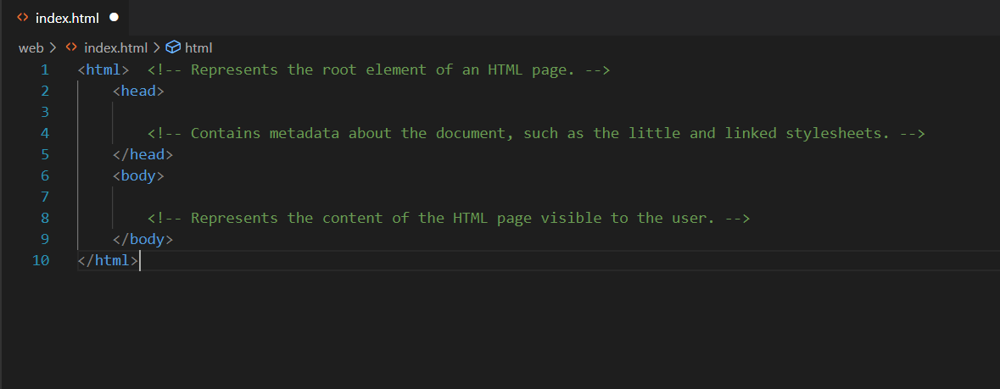 index.html
web > index.html > html
1 <html>  <!-- Represents the root element of an HTML page. -->
2     <head>
3
4         <!-- Contains metadata about the document, such as the little and linked stylesheets. -->
5     </head>
6     <body>
7
8         <!-- Represents the content of the HTML page visible to the user. -->
9     </body>
10 </html>